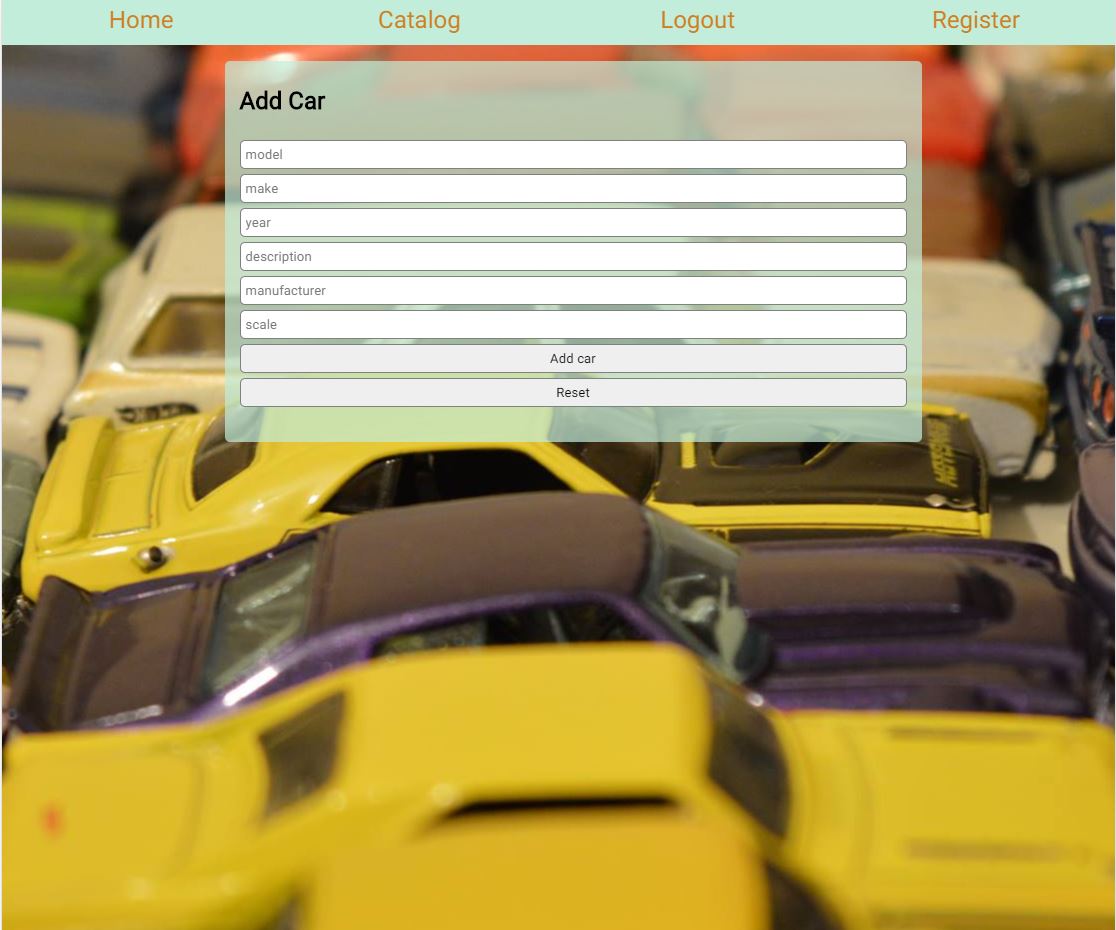 Home Catalog Logout Register
Add Car
model
make
year
description
manufacturer
scale
Add car
Reset